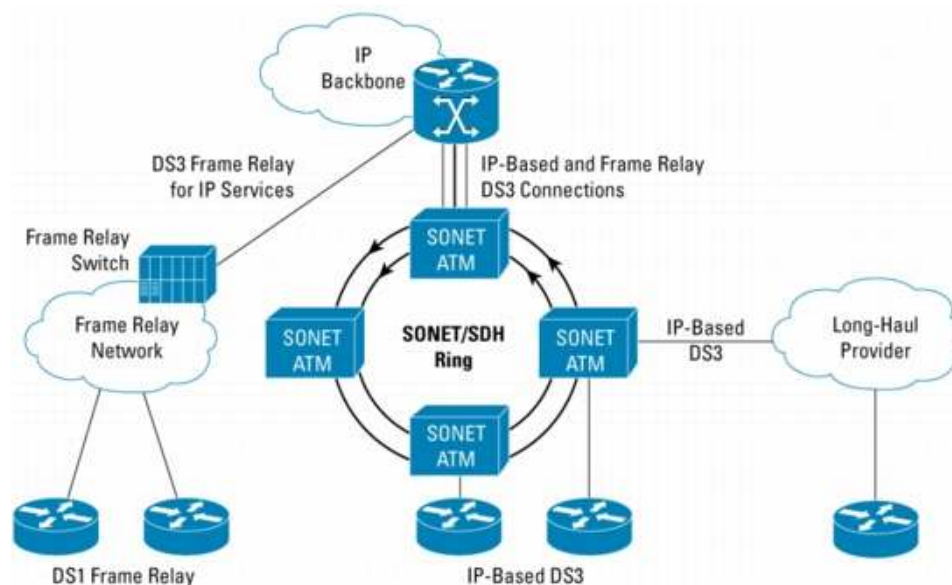 IP
Backbone
DS3 Frame Relay
for IP Services
IP-Based and Frame Relay
DS3 Connections
Frame Relay
Switch
SONET
ATM
Frame Relay
Network
SONET
ATM
SONET/SDH
Ring
SONET
ATM
IP-Based
DS3
Long-Haul
Provider
SONET
ATM
DS1 Frame Relay
IP-Based DS3